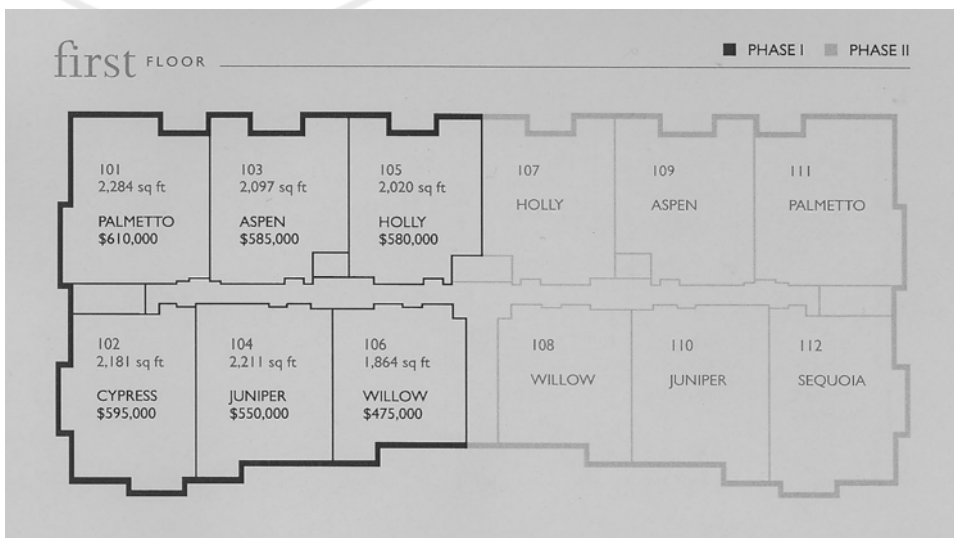 first FLOOR
PHASE I PHASE II
101
2,284 sq ft
PALMETTO
$610,000
103
2,097 sq ft
ASPEN
$585,000
105
2,020 sq ft
HOLLY
$580,000
107
HOLLY
109
ASPEN
111
PALMETTO
102
2,181 sq ft
CYPRESS
$595,000
104
2,211 sq ft
JUNIPER
$550,000
106
1,864 sq ft
WILLOW
$475,000
108
WILLOW
110
JUNIPER
112
SEQUOIA